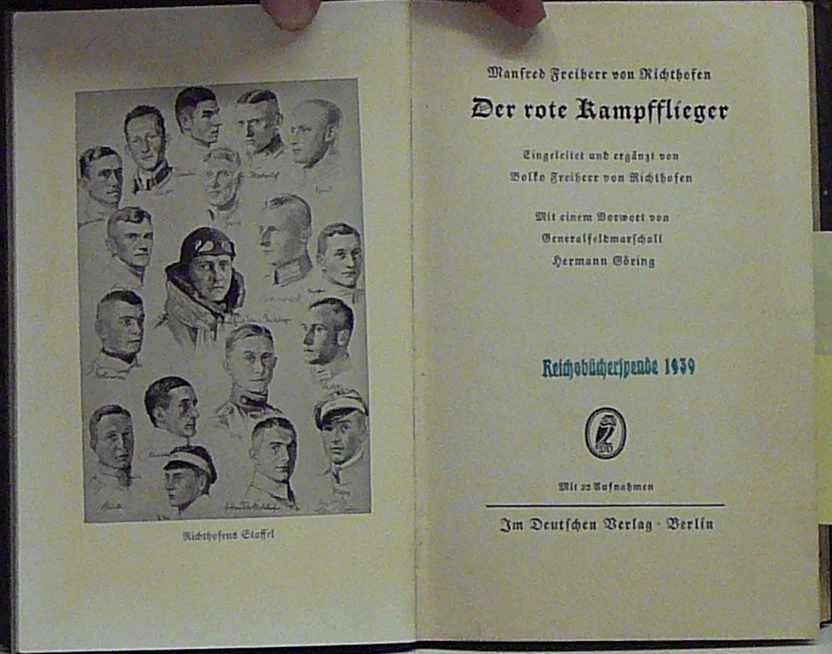 Richthofens Staffel
Manfred Freiherr von Richthofen
Der rote Kampfflieger
Eingeleitet und ergänzt von
Bolko Freiherr von Richthofen
Mit einem Vorwort von
Generalfeldmarschall
Hermann Göring
Reichsbücherspende 1939
Mit 22 Aufnahmen
Im Deutschen Verlag · Berlin